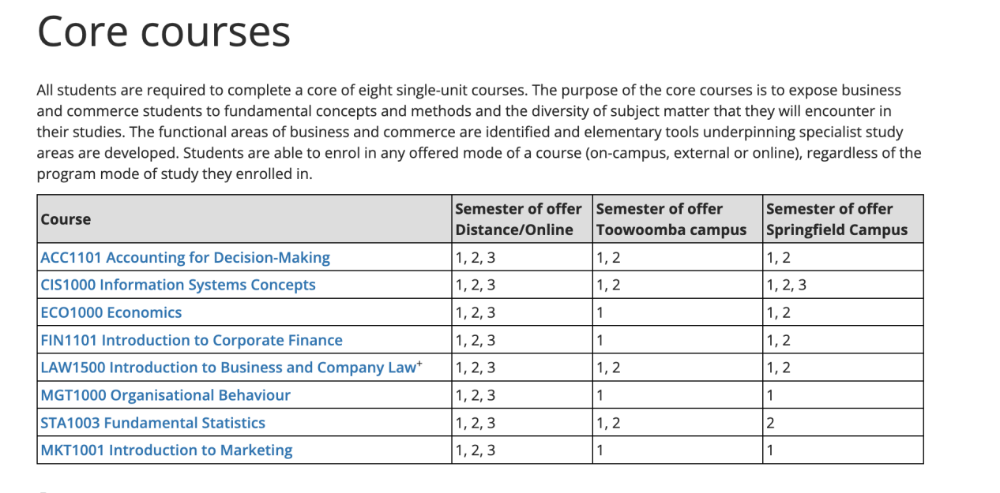 Core courses
All students are required to complete a core of eight single-unit courses. The purpose of the core courses is to expose business
and commerce students to fundamental concepts and methods and the diversity of subject matter that they will encounter in
their studies. The functional areas of business and commerce are identified and elementary tools underpinning specialist study
areas are developed. Students are able to enrol in any offered mode of a course (on-campus, external or online), regardless of the
program mode of study they enrolled in.
Course | Semester of offer Distance/Online | Semester of offer Toowoomba campus | Semester of offer Springfield Campus
ACC1101 Accounting for Decision-Making | 1, 2, 3 | 1, 2 | 1, 2
CIS1000 Information Systems Concepts | 1, 2, 3 | 1, 2 | 1, 2, 3
ECO1000 Economics | 1, 2, 3 | 1 | 1, 2
FIN1101 Introduction to Corporate Finance | 1, 2, 3 | 1 | 1, 2
LAW1500 Introduction to Business and Company Law+ | 1, 2, 3 | 1, 2 | 1, 2
MGT1000 Organisational Behaviour | 1, 2, 3 | 1 | 1
STA1003 Fundamental Statistics | 1, 2, 3 | 1, 2 | 2
MKT1001 Introduction to Marketing | 1, 2, 3 | 1 | 1